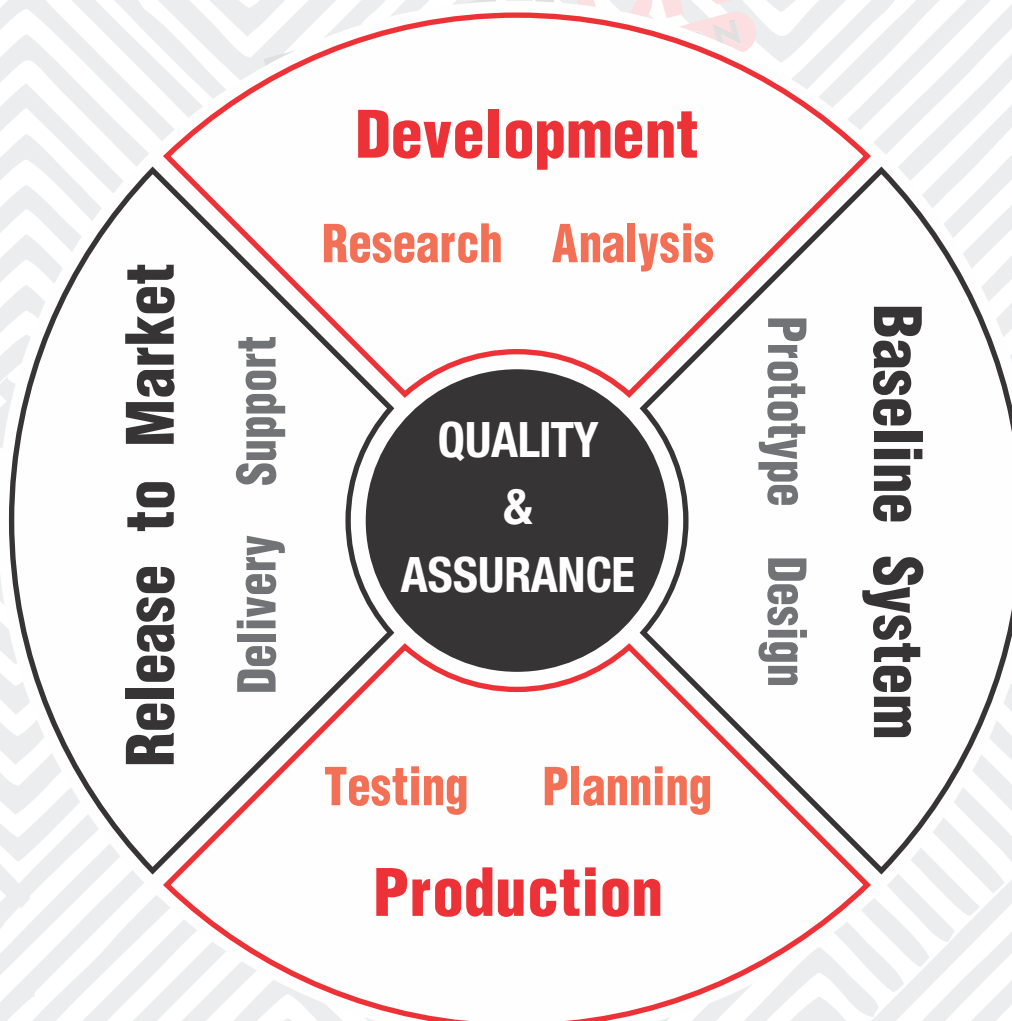 Development
Research Analysis
Baseline System
Prototype Design
QUALITY
&
ASSURANCE
Testing Planning
Production
Release to Market
Delivery Support